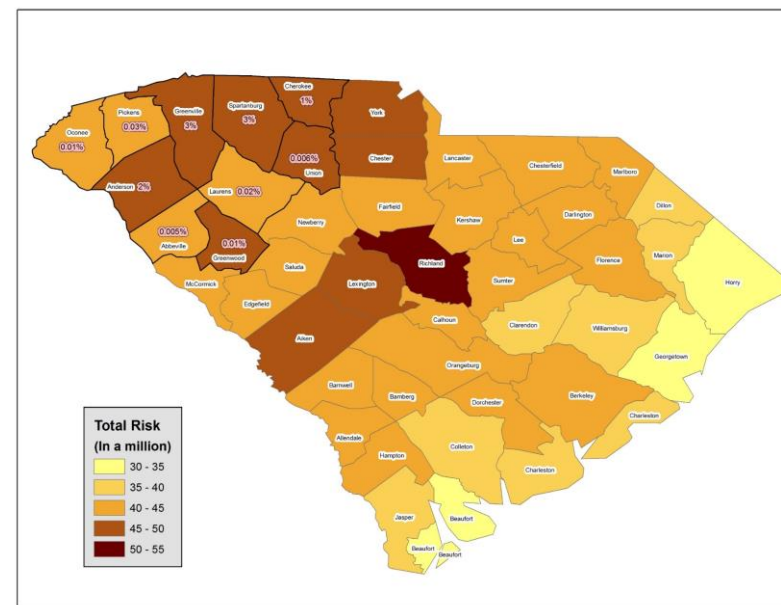 Cherokee
1%
Spartanburg
3%
Greenville
3%
Pickens
0.03%
York
Oconee
0.01%
0.006%
Union
Chester
Lancaster
Chesterfield
Marlboro
Anderson 2%
Laurens 0.02%
Dillon
Fairfield
Kershaw
Darlington
Newberry
0.005%
Abbeville
0.01%
Greenwood
Lee
Marion
Florence
Saluda
Richland
Horry
McCormick
Lexington
Sumter
Edgefield
Calhoun
Clarendon
Williamsburg
Aiken
Georgetown
Orangeburg
Barnwell
Bamberg
Dorchester
Berkeley
Charleston
Allendale
Colleton
Hampton
Charleston
Jasper
Beaufort
Beaufort
Beaufort
Total Risk
(In a million)
30 - 35
35 - 40
40 - 45
45 - 50
50 - 55